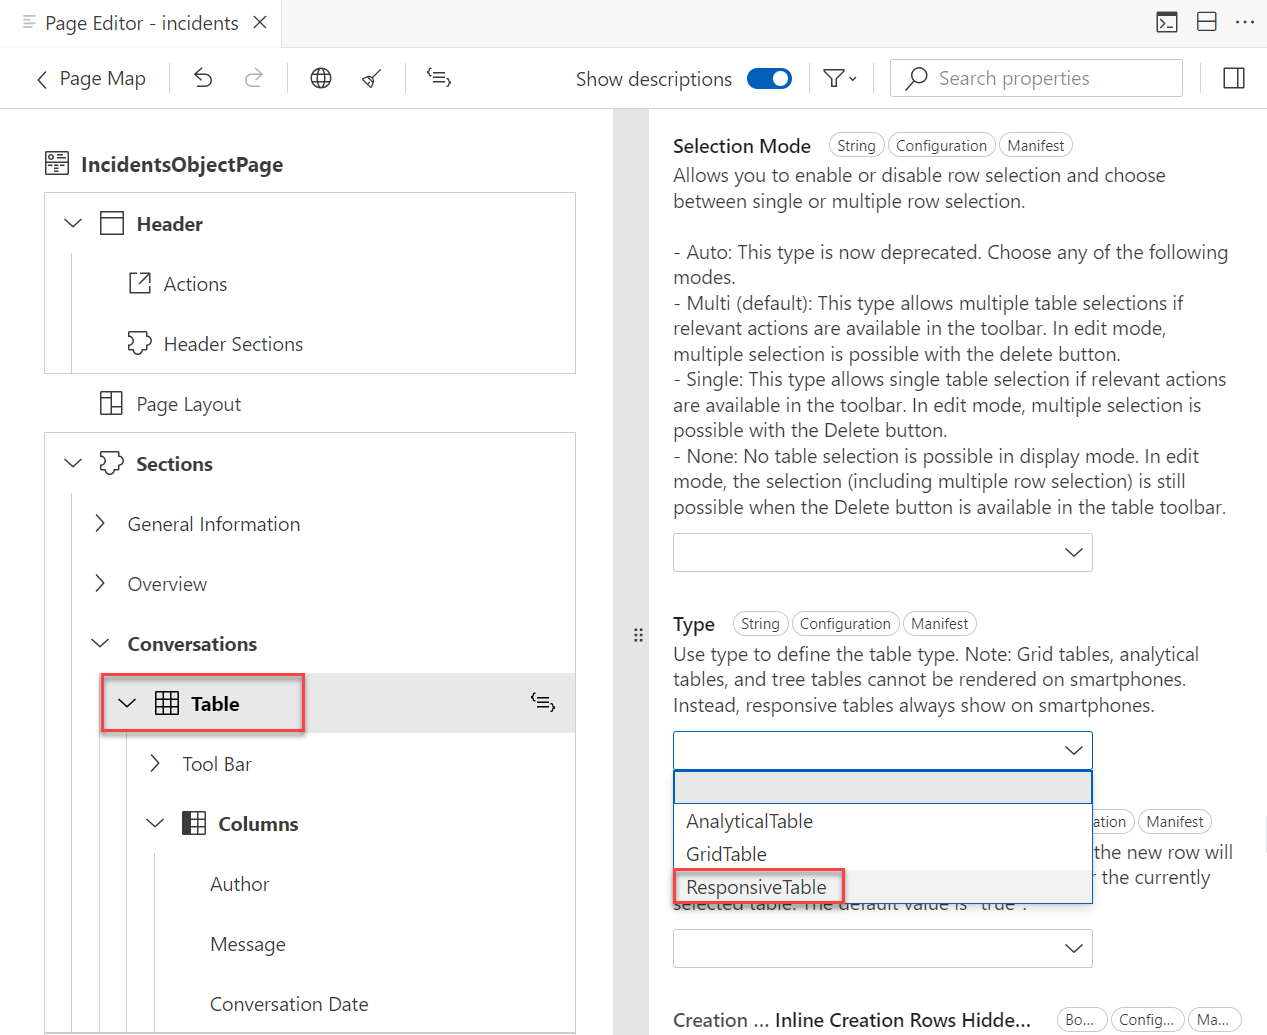 Page Editor - incidents
Page Map
Show descriptions
Search properties
IncidentsObjectPage
Header
Actions
Header Sections
Page Layout
Sections
General Information
Overview
Conversations
Table
Tool Bar
Columns
Author
Message
Conversation Date
Selection Mode String Configuration Manifest
Allows you to enable or disable row selection and choose
between single or multiple row selection.
- Auto: This type is now deprecated. Choose any of the following
modes.
- Multi (default): This type allows multiple table selections if
relevant actions are available in the toolbar. In edit mode,
multiple selection is possible with the delete button.
- Single: This type allows single table selection if relevant actions
are available in the toolbar. In edit mode, multiple selection is
possible with the Delete button.
- None: No table selection is possible in display mode. In edit
mode, the selection (including multiple row selection) is still
possible when the Delete button is available in the table toolbar.
Type String Configuration Manifest
Use type to define the table type. Note: Grid tables, analytical
tables, and tree tables cannot be rendered on smartphones.
Instead, responsive tables always show on smartphones.
AnalyticalTable
GridTable
ResponsiveTable
ation Manifest
the new row will
the currently
selected table. The default value is "true".
Creation ... Inline Creation Rows Hidde... Bo... Config... Ma...